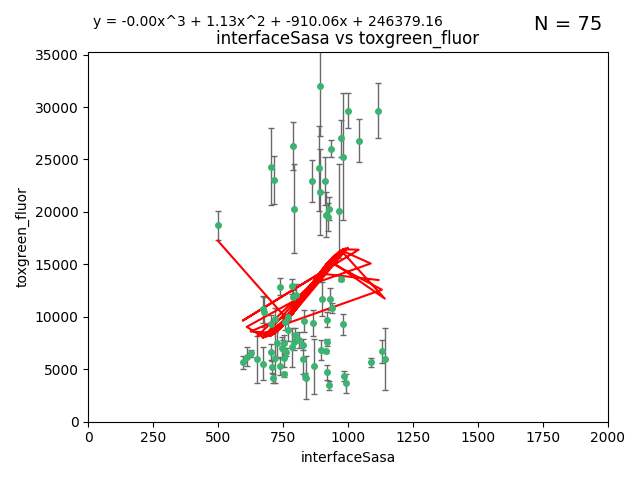 y = -0.00x^3 + 1.13x^2 + -910.06x + 246379.16
N = 75
interfaceSasa vs toxgreen_fluor
35000
30000
25000
20000
15000
10000
5000
0
toxgreen_fluor
0 250 500 750 1000 1250 1500 1750 2000
interfaceSasa